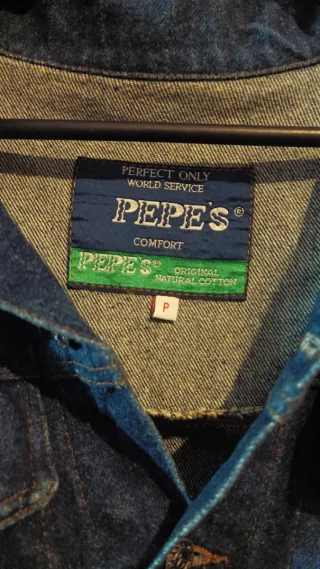 PERFECT ONLY
WORLD SERVICE
PEPE'S®
COMFORT
PEPE'S® ORIGINAL
NATURAL COTTON
P